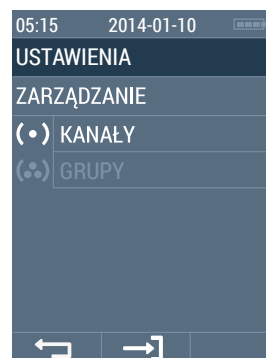 05:15 2014-01-10
USTAWIENIA
ZARZĄDZANIE
KANAŁY
GRUPY